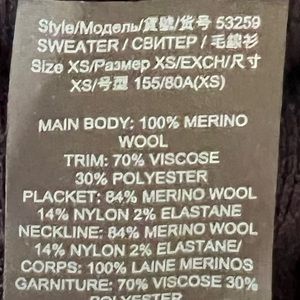 Style/Модель/貨號/货号 53259
SWEATER / СВИТЕР / 毛線衫
Size XS/Размер XS/EXCH/尺寸
XS/号型 155/80A(XS)
MAIN BODY: 100% MERINO
WOOL
TRIM: 70% VISCOSE
30% POLYESTER
PLACKET: 84% MERINO WOOL
14% NYLON 2% ELASTANE
NECKLINE: 84% MERINO WOOL
14% NYLON 2% ELASTANE/
CORPS: 100% LAINE MERINOS
GARNITURE: 70% VISCOSE 30%
POLYESTER